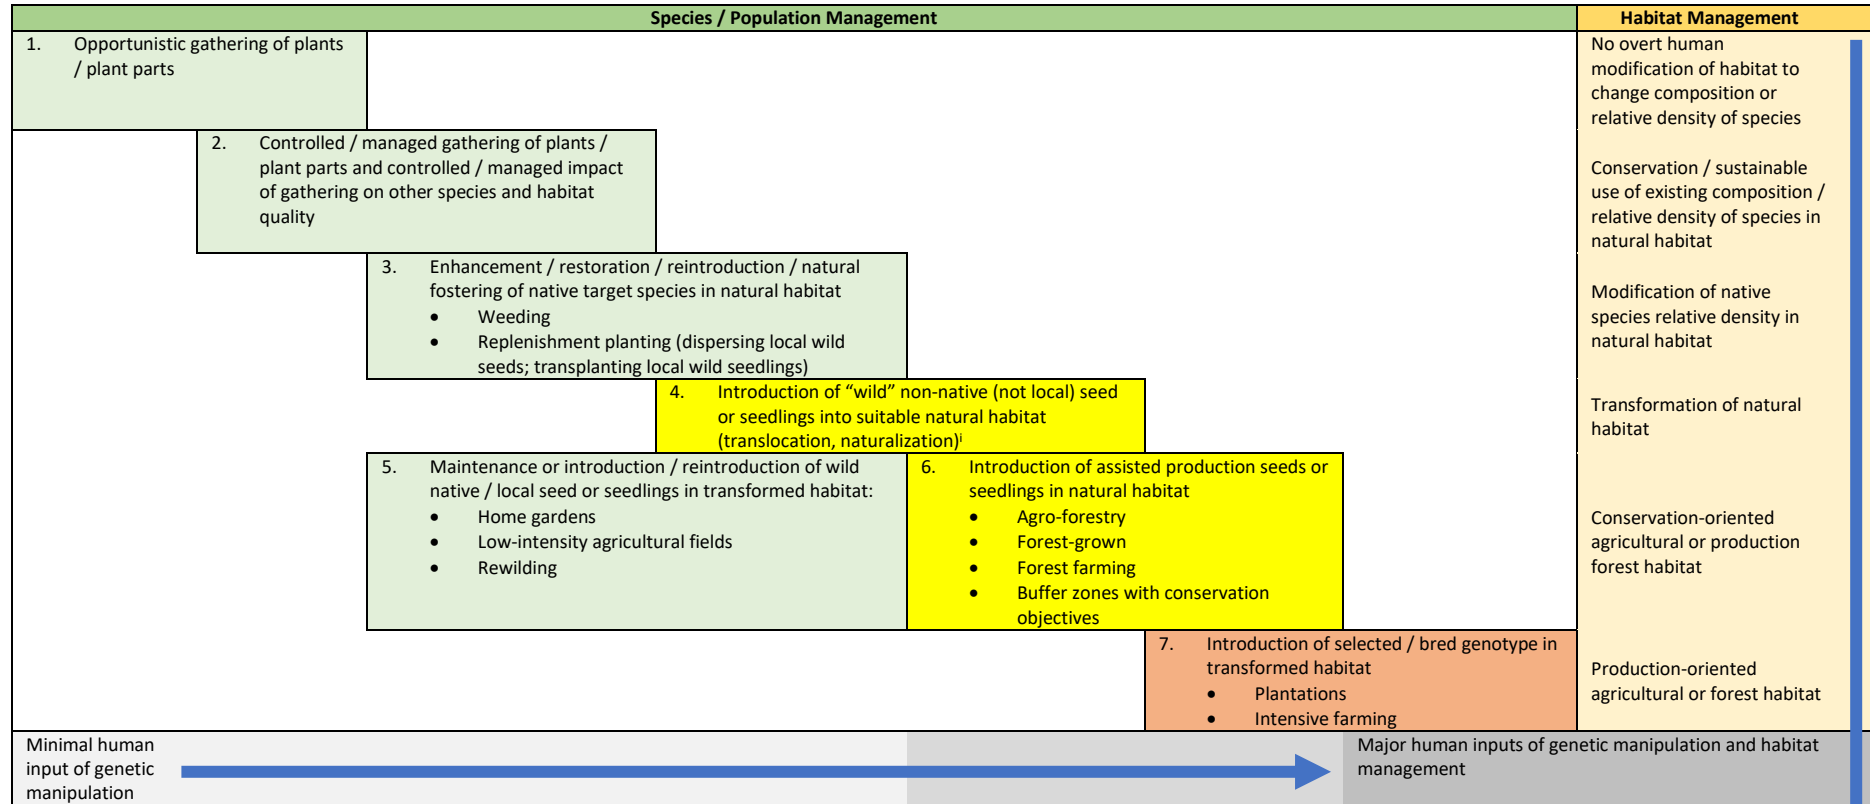 Species / Population Management
Habitat Management
1. Opportunistic gathering of plants
/ plant parts
No overt human
modification of habitat to
change composition or
relative density of species
2. Controlled / managed gathering of plants /
plant parts and controlled / managed impact
of gathering on other species and habitat
quality
Conservation / sustainable
use of existing composition /
relative density of species in
natural habitat
3. Enhancement / restoration / reintroduction / natural
fostering of native target species in natural habitat
• Weeding
• Replenishment planting (dispersing local wild
seeds; transplanting local wild seedlings)
Modification of native
species relative density in
natural habitat
4. Introduction of “wild” non-native (not local) seed
or seedlings into suitable natural habitat
(translocation, naturalization)ⁱ
Transformation of natural
habitat
5. Maintenance or introduction / reintroduction of wild
native / local seed or seedlings in transformed habitat:
• Home gardens
• Low-intensity agricultural fields
• Rewilding
6. Introduction of assisted production seeds or
seedlings in natural habitat
• Agro-forestry
• Forest-grown
• Forest farming
• Buffer zones with conservation
objectives
Conservation-oriented
agricultural or production
forest habitat
7. Introduction of selected / bred genotype in
transformed habitat
• Plantations
• Intensive farming
Production-oriented
agricultural or forest habitat
Minimal human
input of genetic
manipulation
Major human inputs of genetic manipulation and habitat
management